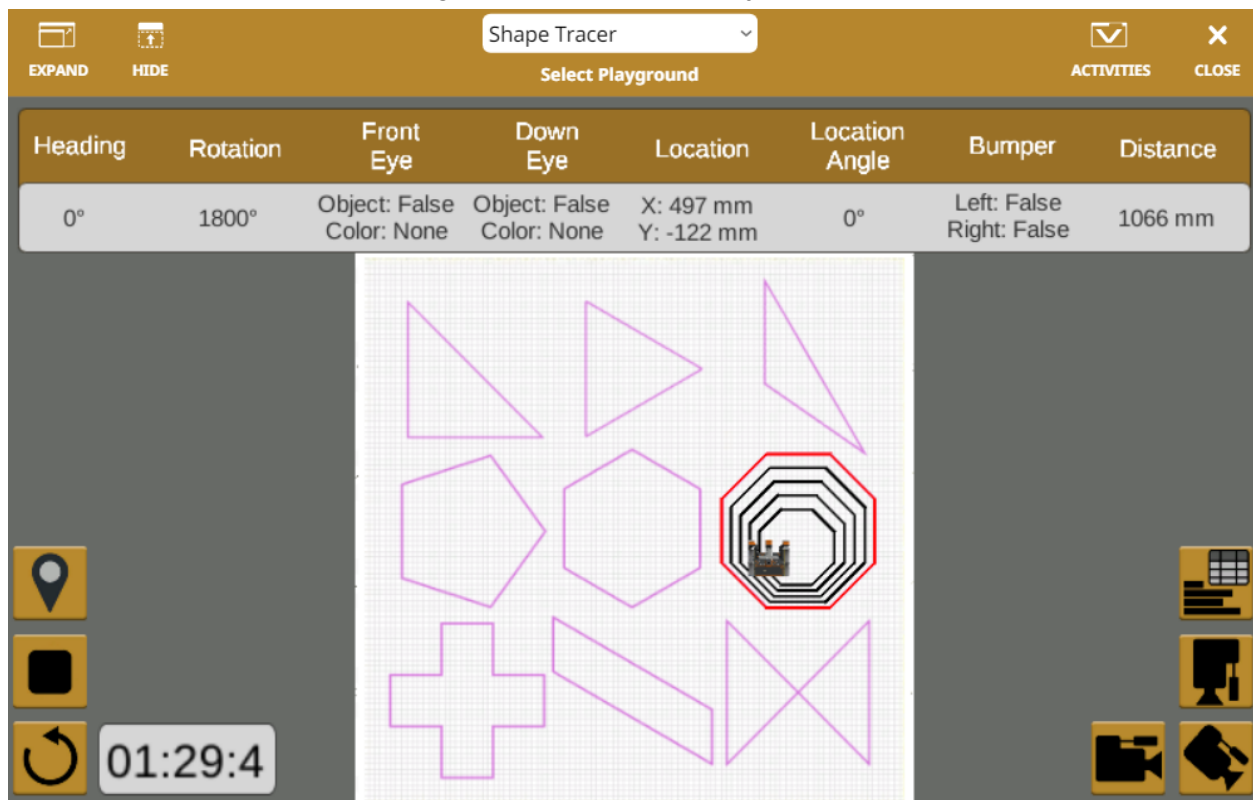 Shape Tracer
EXPAND
HIDE
Select Playground
ACTIVITIES
CLOSE
Heading
Rotation
Front
Eye
Down
Eye
Location
Location
Angle
Bumper
Distance
0°
1800°
Object: False
Color: None
Object: False
Color: None
X: 497 mm
Y: -122 mm
0°
Left: False
Right: False
1066 mm
01:29:4